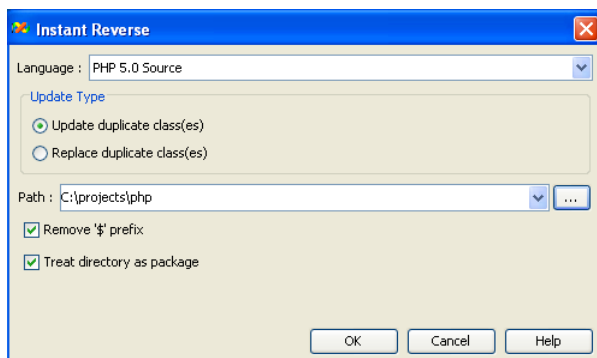 Instant Reverse
Language : PHP 5.0 Source
Update Type
Update duplicate class(es)
Replace duplicate class(es)
Path : C:\projects\php ...
Remove '$' prefix
Treat directory as package
OK Cancel Help